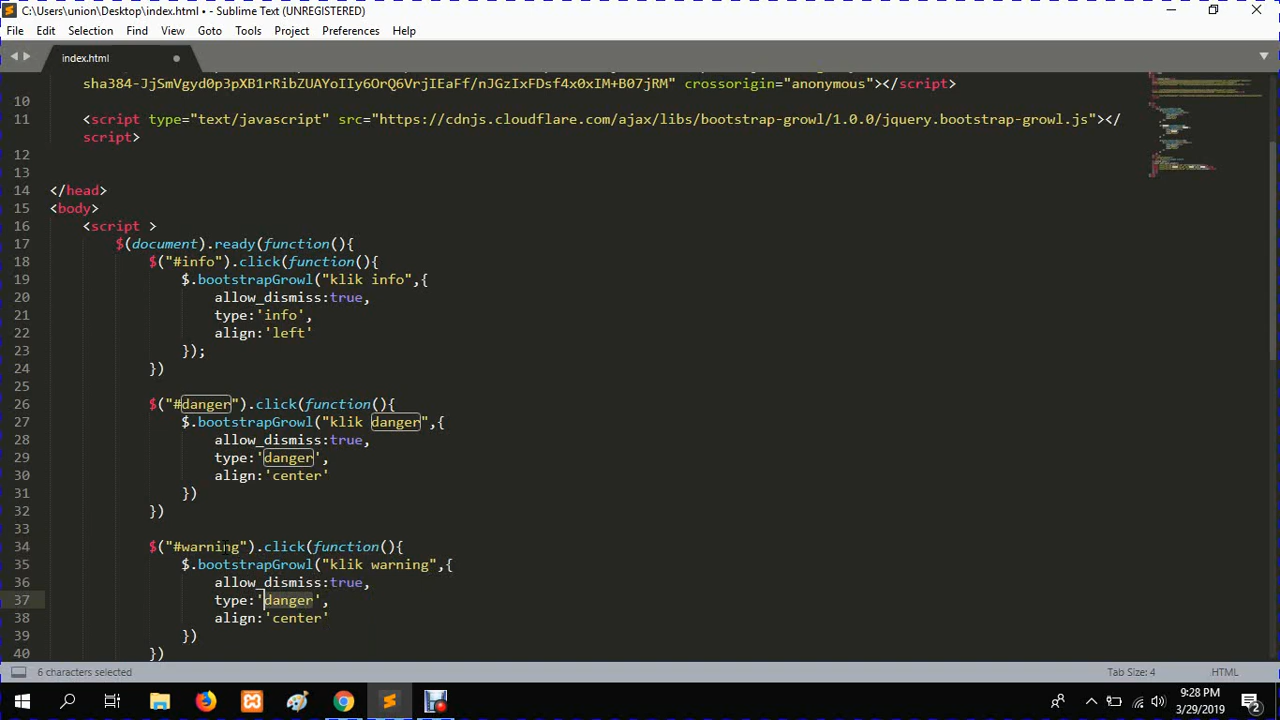 C:\Users\union\Desktop\index.html • - Sublime Text (UNREGISTERED)
File Edit Selection Find View Goto Tools Project Preferences Help
index.html
sha384-JjSmVgyd0p3pXB1rRibZUAYoIIy6OrQ6VrjIEaFf/nJGzIxFDsf4x0xIM+B07jRM" crossorigin="anonymous"></script>
10
11 <script type="text/javascript" src="https://cdnjs.cloudflare.com/ajax/libs/bootstrap-growl/1.0.0/jquery.bootstrap-growl.js"></
script>
12
13
14 </head>
15 <body>
16 <script >
17 $(document).ready(function(){
18 $("#info").click(function(){
19 $.bootstrapGrowl("klik info",{
20 allow_dismiss:true,
21 type:'info',
22 align:'left'
23 });
24 })
25
26 $("#danger").click(function(){
27 $.bootstrapGrowl("klik danger",{
28 allow_dismiss:true,
29 type:'danger',
30 align:'center'
31 })
32 })
33
34 $("#warning").click(function(){
35 $.bootstrapGrowl("klik warning",{
36 allow_dismiss:true,
37 type:'danger',
38 align:'center'
39 })
40 })
6 characters selected
Tab Size: 4
HTML
9:28 PM
3/29/2019
2